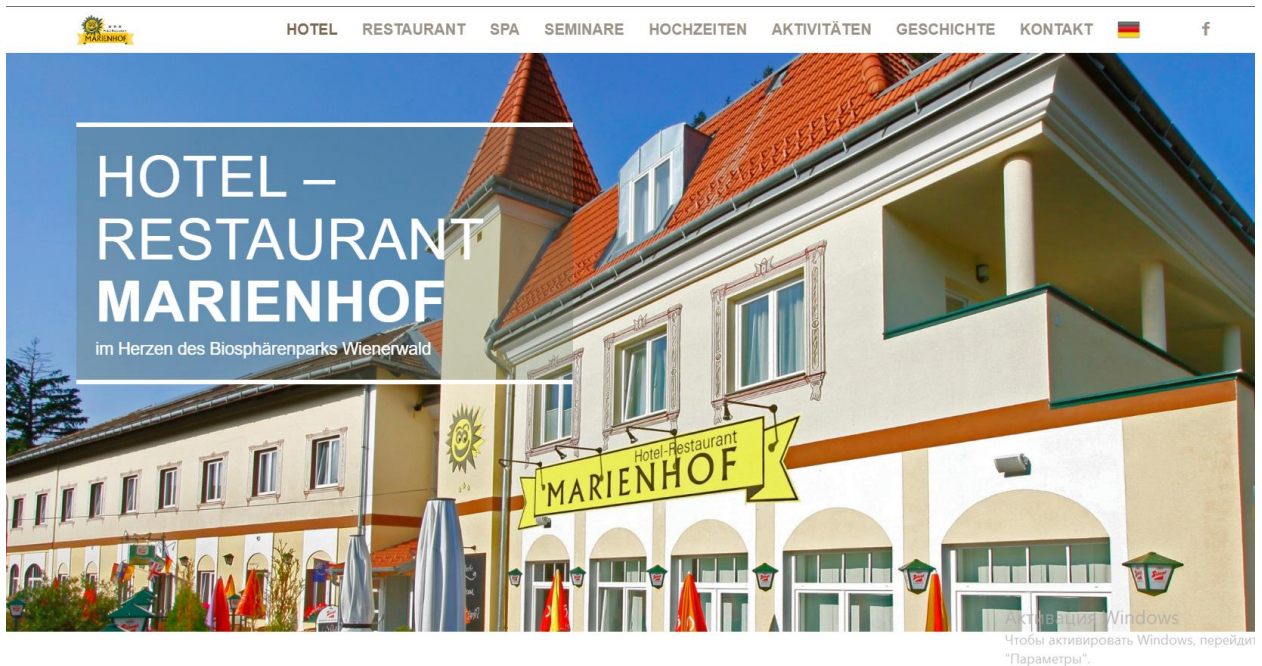 MARIENHOF
HOTEL RESTAURANT SPA SEMINARE HOCHZEITEN AKTIVITÄTEN GESCHICHTE KONTAKT f
HOTEL –
RESTAURANT
MARIENHOF
im Herzen des Biosphärenparks Wienerwald
Hotel-Restaurant
MARIENHOF
Активация Windows
Чтобы активировать Windows, перейди
"Параметры".